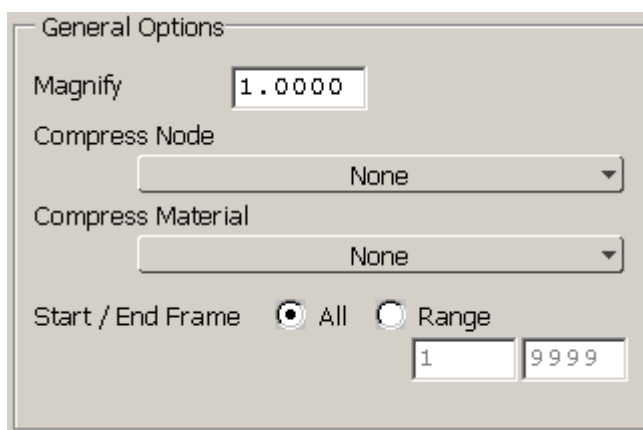 General Options
Magnify 1.0000
Compress Node
None
Compress Material
None
Start / End Frame All Range
1 9999